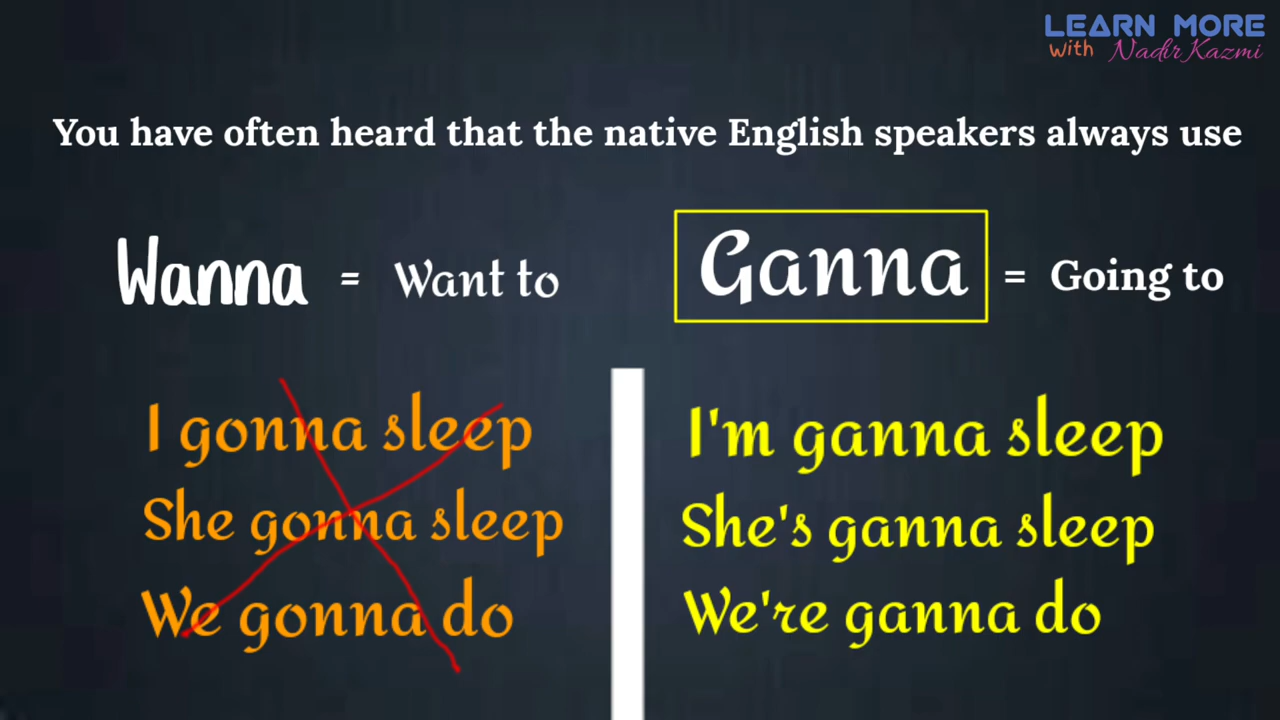 LEARN MORE
with Nadir Kazmi
You have often heard that the native English speakers always use
Wanna = Want to
Ganna = Going to
I gonna sleep
She gonna sleep
We gonna do
I'm ganna sleep
She's ganna sleep
We're ganna do